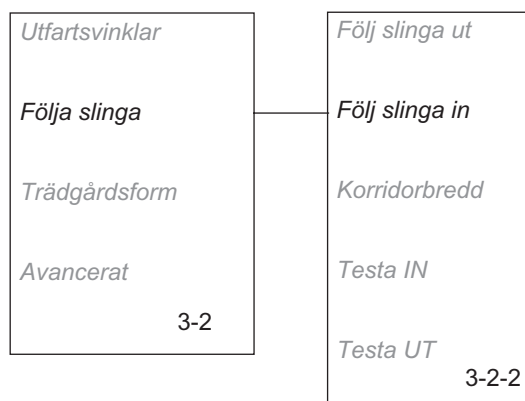 Utfartsvinklar
Följa slinga
Trädgårdsform
Avancerat
3-2
Följ slinga ut
Följ slinga in
Korridorbredd
Testa IN
Testa UT
3-2-2